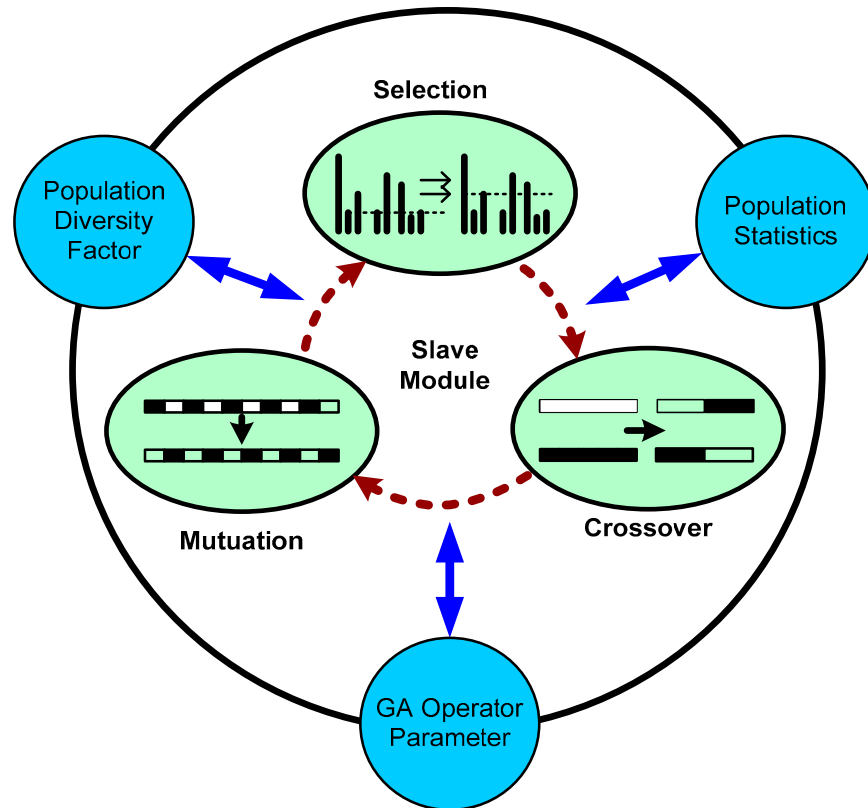 Selection
Population
Diversity
Factor
Population
Statistics
Slave
Module
Mutuation
Crossover
GA Operator
Parameter